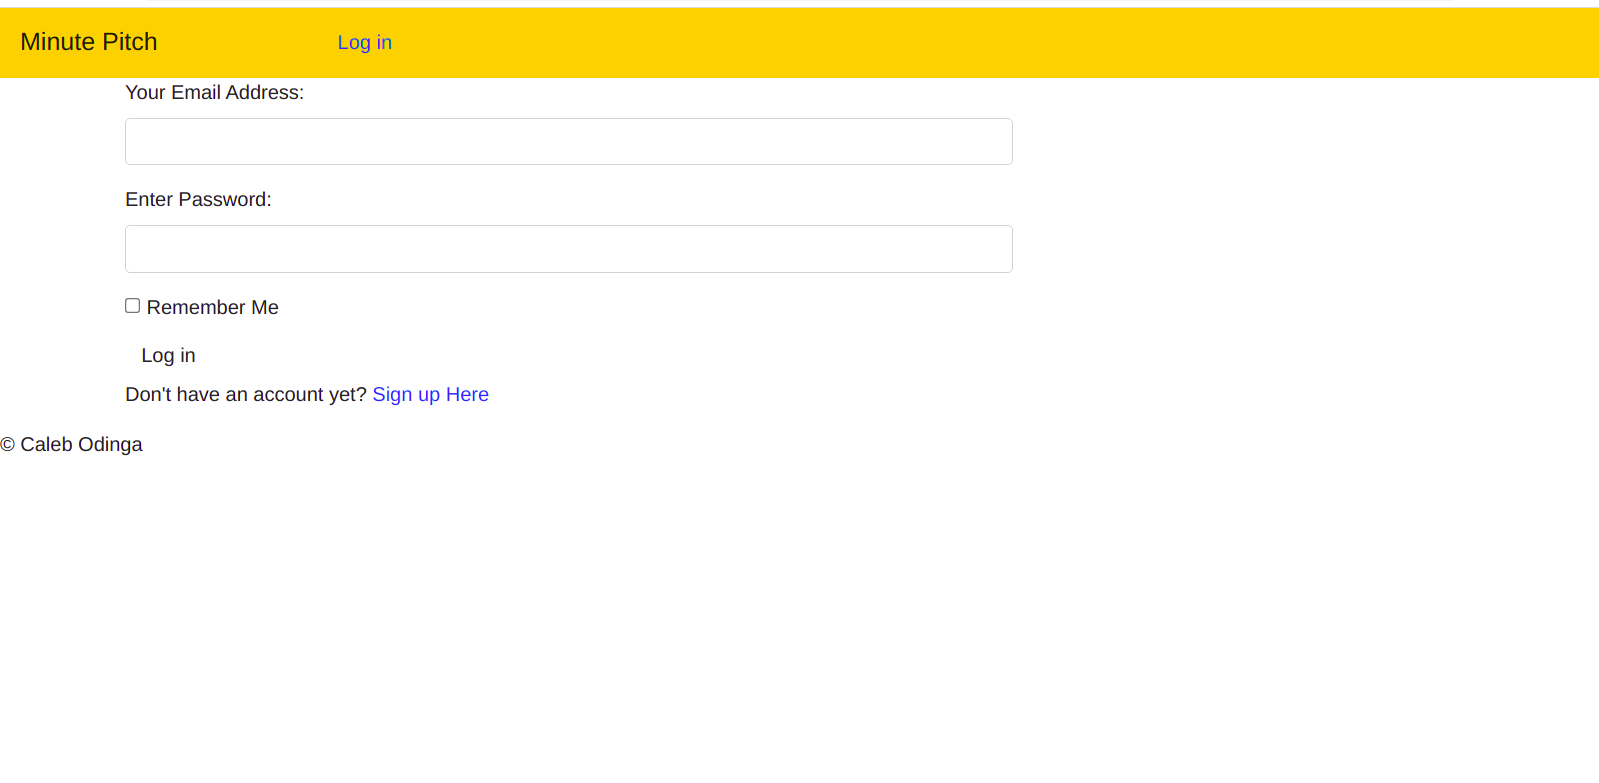 Minute Pitch Log in
Your Email Address:
Enter Password:
Remember Me
Log in
Don't have an account yet? Sign up Here
© Caleb Odinga